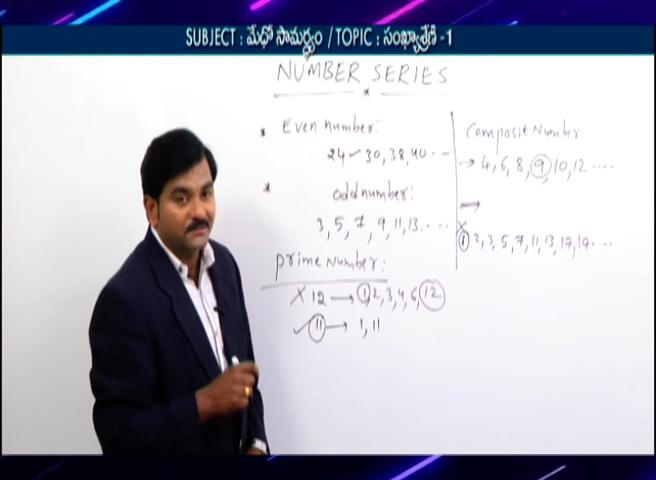 SUBJECT : మేధో సామర్థ్యం / TOPIC : సంఖ్యాశ్రేణి -1
NUMBER SERIES
* Even number:
24 ✓ 30, 38, 40 . . --
* odd number:
3, 5, 7, 9, 11, 13. . . .
prime Number:
X 12 → 1, 2, 3, 4, 6, 12
✓ 11 → 1, 11
Composit Number
→ 4, 6, 8, 9, 10, 12 ....
→
X
1 2, 3, 5, 7, 11, 13, 17, 19. . . .